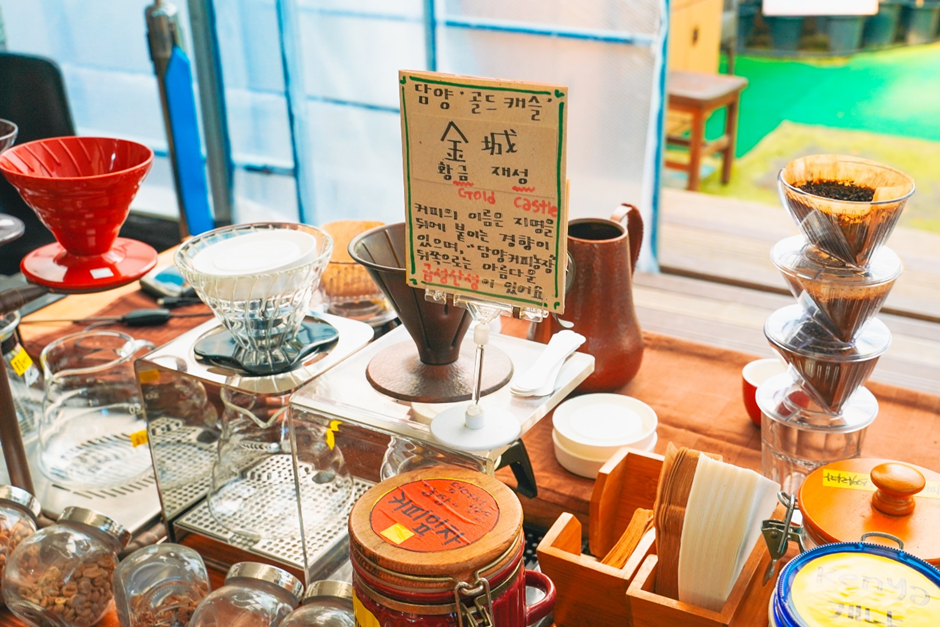 담양·골드캐슬
金城
황금 재성
Gold Castle
커피의 이름은 지명을
뒤에 붙이는 경향이
있으며, 담양커피농장
뒤쪽으로는 아름다운
금성산성이 있어요
커피자
Kenya